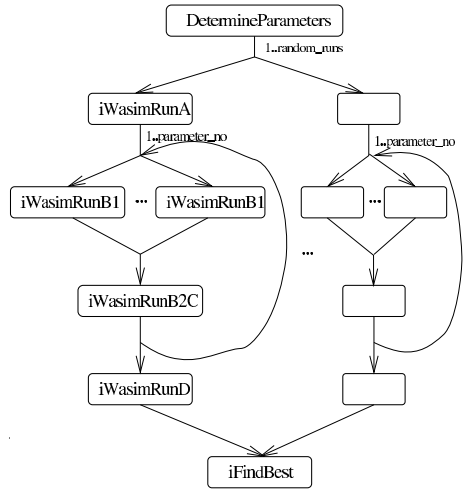 DetermineParameters
1..random_runs
iWasimRunA
1..parameter_no
1..parameter_no
iWasimRunB1
...
iWasimRunB1
...
...
iWasimRunB2C
iWasimRunD
iFindBest